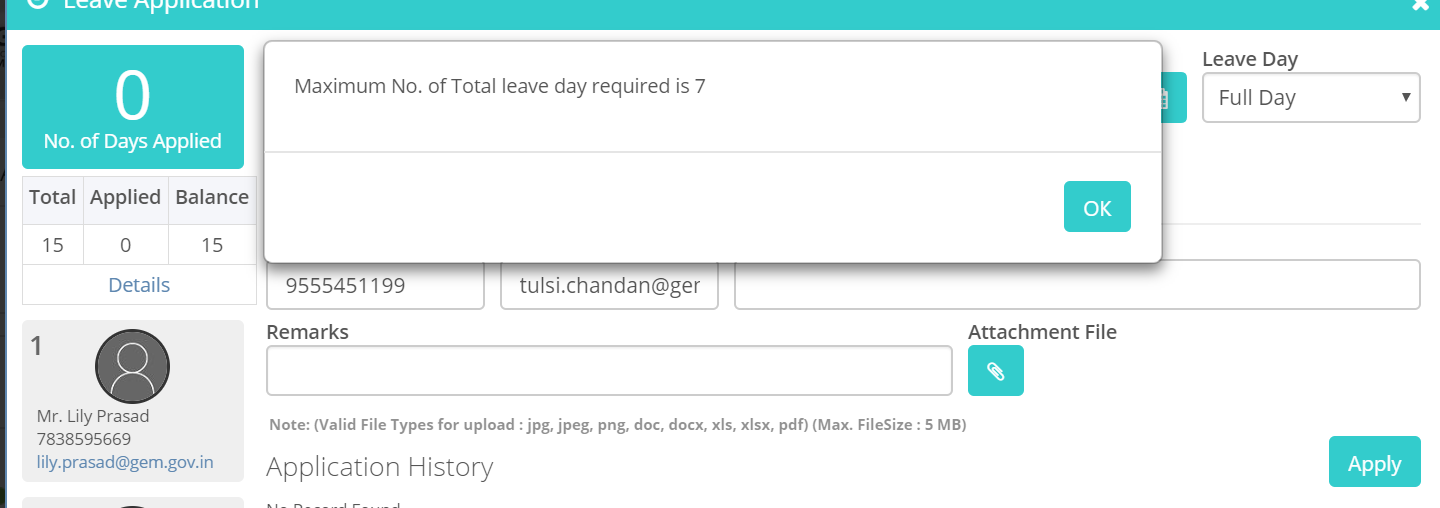 Leave Application
0
No. of Days Applied
Maximum No. of Total leave day required is 7
OK
Leave Day
Full Day
Total Applied Balance
15 0 15
Details
9555451199
tulsi.chandan@ger
Remarks
Attachment File
1
Mr. Lily Prasad
7838595669
lily.prasad@gem.gov.in
Note: (Valid File Types for upload : jpg, jpeg, png, doc, docx, xls, xlsx, pdf) (Max. FileSize : 5 MB)
Application History
Apply
No Record Found